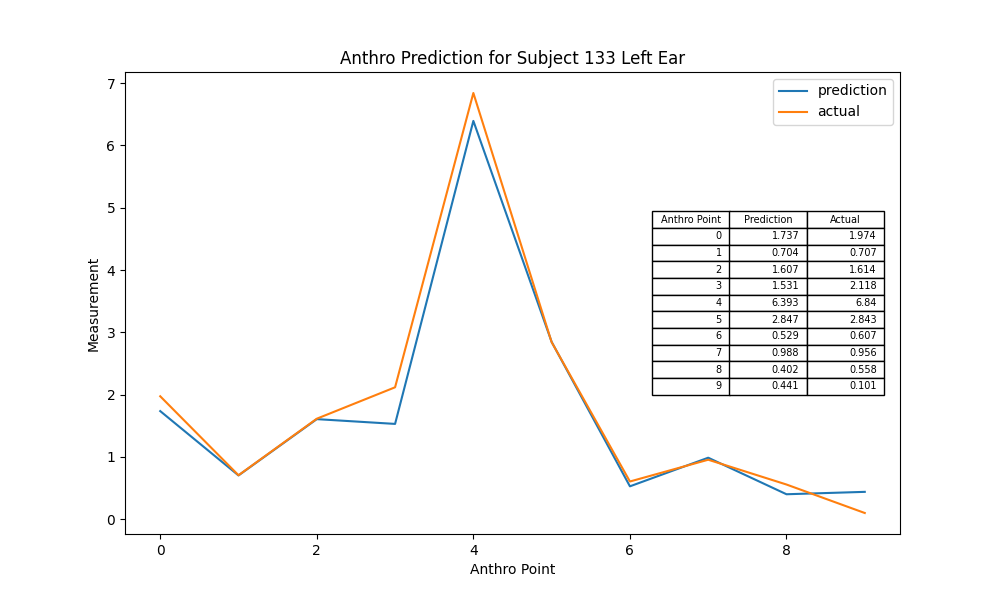 Anthro Prediction for Subject 133 Left Ear
7
6
5
4
3
2
1
0
Measurement
prediction
actual
Anthro Point Prediction Actual
0 1.737 1.974
1 0.704 0.707
2 1.607 1.614
3 1.531 2.118
4 6.393 6.84
5 2.847 2.843
6 0.529 0.607
7 0.988 0.956
8 0.402 0.558
9 0.441 0.101
0 2 4 6 8
Anthro Point